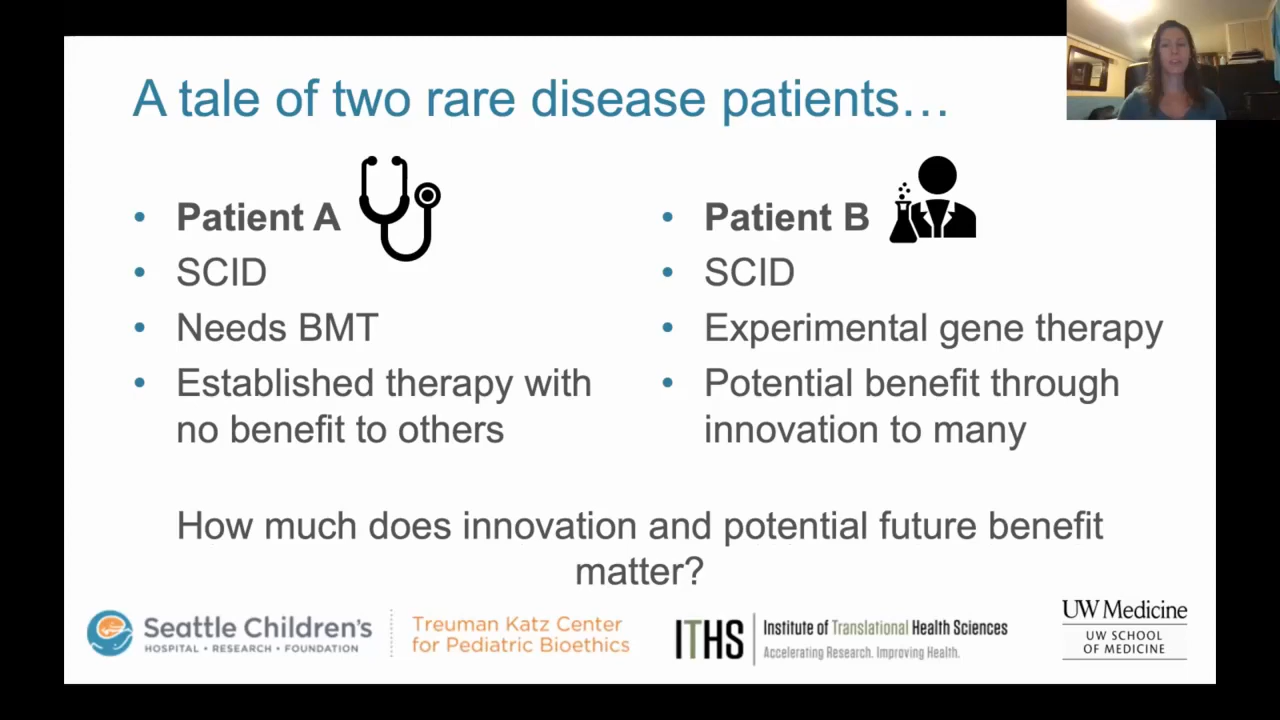 A tale of two rare disease patients…
• Patient A
• SCID
• Needs BMT
• Established therapy with
no benefit to others
• Patient B
• SCID
• Experimental gene therapy
• Potential benefit through
innovation to many
How much does innovation and potential future benefit
matter?
Seattle Children's
HOSPITAL • RESEARCH • FOUNDATION
Treuman Katz Center
for Pediatric Bioethics
ITHS
Institute of Translational Health Sciences
Accelerating Research. Improving Health.
UW Medicine
UW SCHOOL
OF MEDICINE